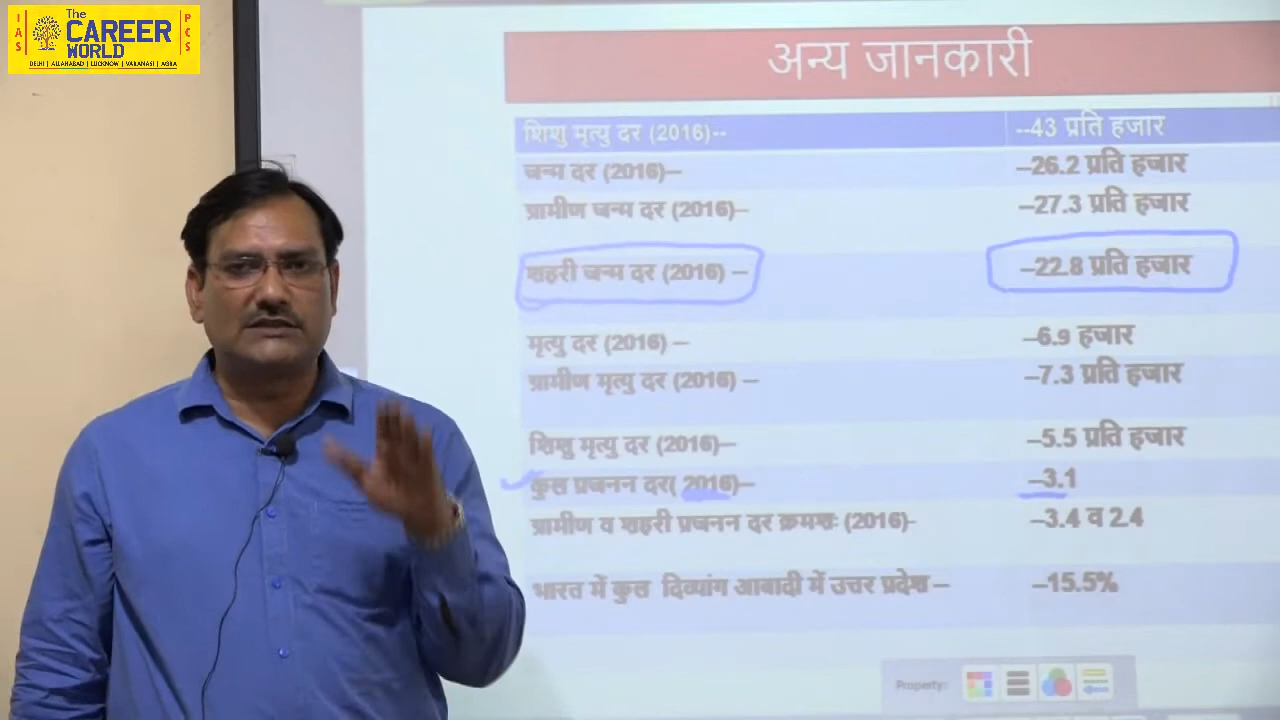 IAS
The
CAREER
WORLD
PCS
DELHI | ALLAHABAD | LUCKNOW | VARANASI | AGRA
अन्य जानकारी
शिशु मृत्यु दर (2016)-- --43 प्रति हजार
जन्म दर (2016)– –26.2 प्रति हजार
ग्रामीण जन्म दर (2016)– –27.3 प्रति हजार
शहरी जन्म दर (2016) – –22.8 प्रति हजार
मृत्यु दर (2016) – –6.9 हजार
ग्रामीण मृत्यु दर (2016) – –7.3 प्रति हजार
शिशु मृत्यु दर (2016)– –5.5 प्रति हजार
कुल प्रजनन दर( 2016)– –3.1
ग्रामीण व शहरी प्रजनन दर क्रमशः (2016)- –3.4 व 2.4
भारत में कुल दिव्यांग आबादी में उत्तर प्रदेश – –15.5%
Property: